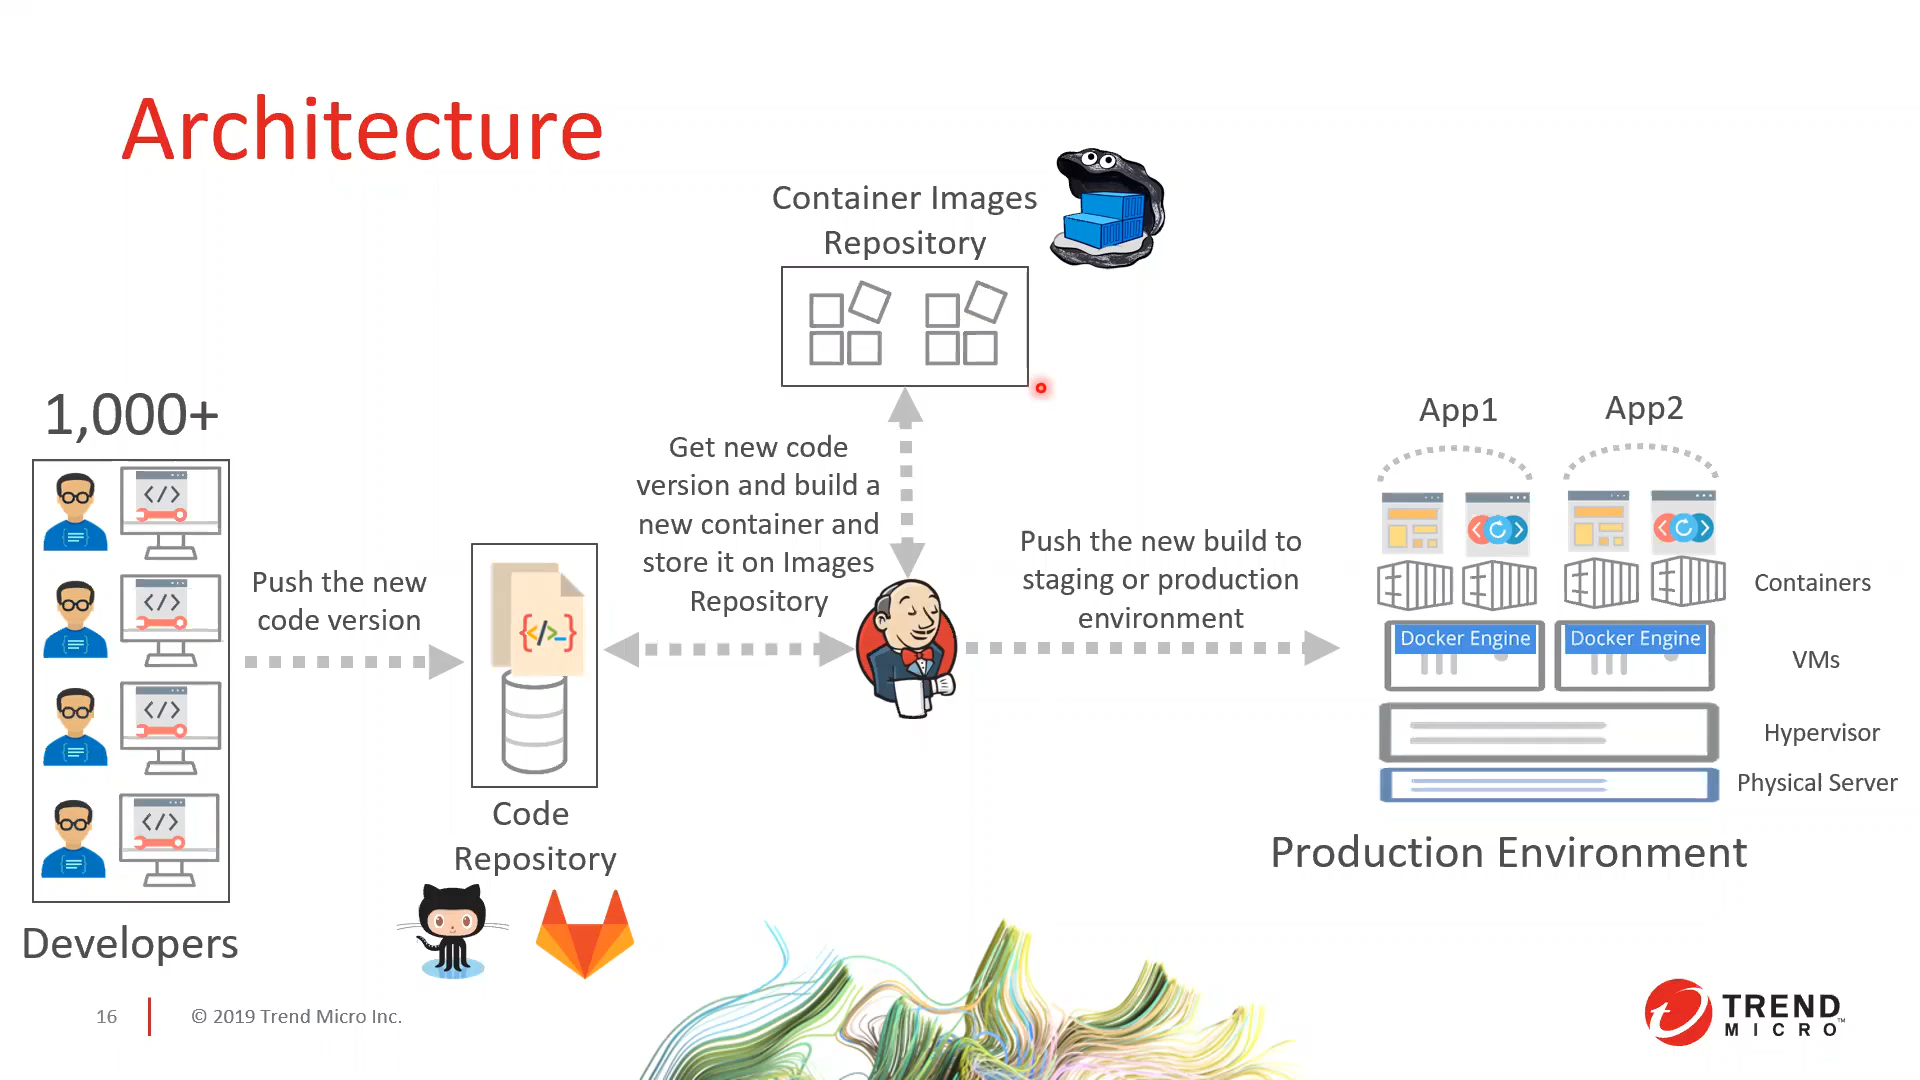 Architecture
Container Images
Repository
1,000+
Developers
Push the new
code version
</>_
Code
Repository
Get new code
version and build a
new container and
store it on Images
Repository
Push the new build to
staging or production
environment
App1
App2
Containers
Docker Engine
Docker Engine
VMs
Hypervisor
Physical Server
Production Environment
16
© 2019 Trend Micro Inc.
TREND
MICRO™